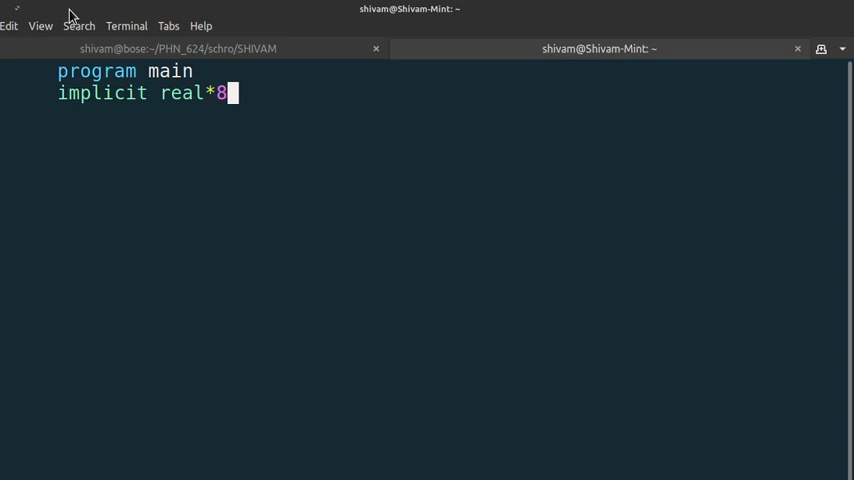 shivam@Shivam-Mint: ~
Edit View Search Terminal Tabs Help
shivam@bose:~/PHN_624/schro/SHIVAM × shivam@Shivam-Mint: ~ ×
program main
implicit real*8